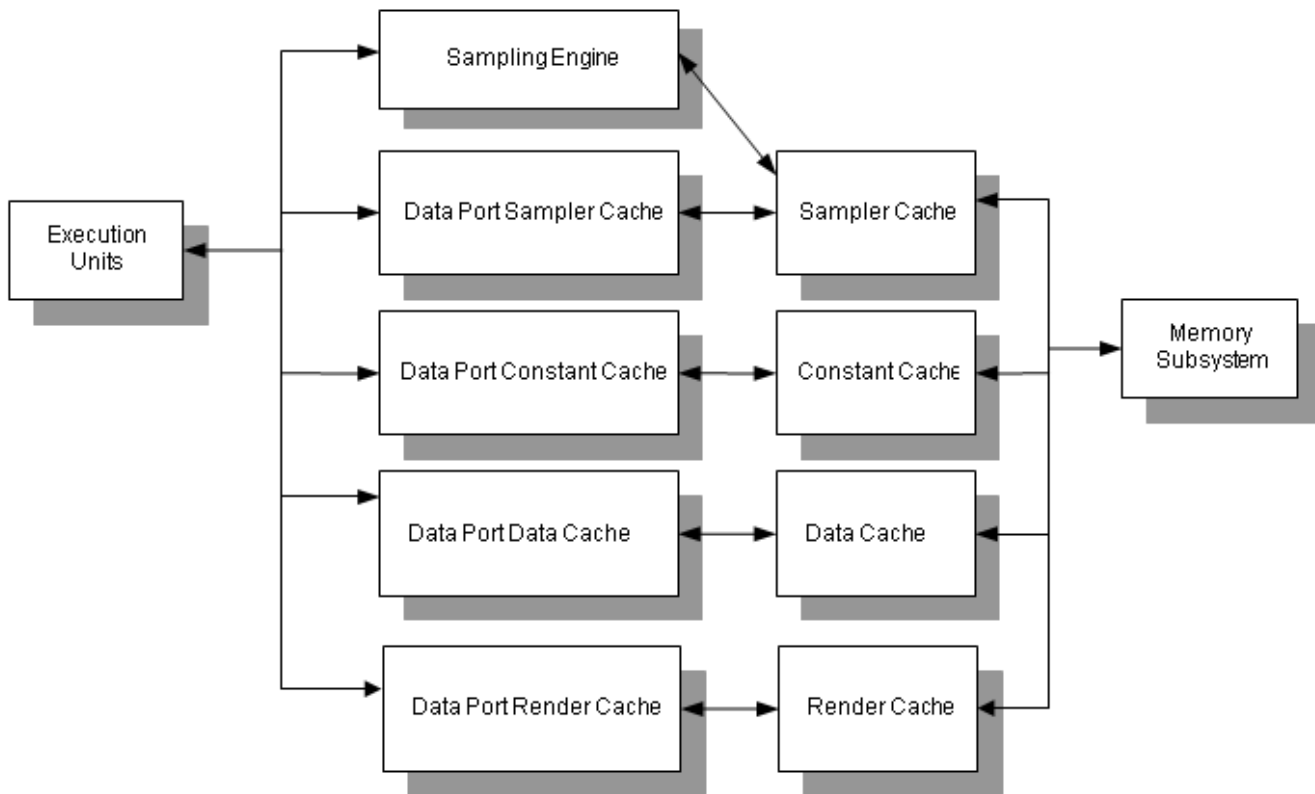 Sampling Engine
Data Port Sampler Cache
Sampler Cache
Execution
Units
Memory
Subsystem
Data Port Constant Cache
Constant Cache
Data Port Data Cache
Data Cache
Data Port Render Cache
Render Cache